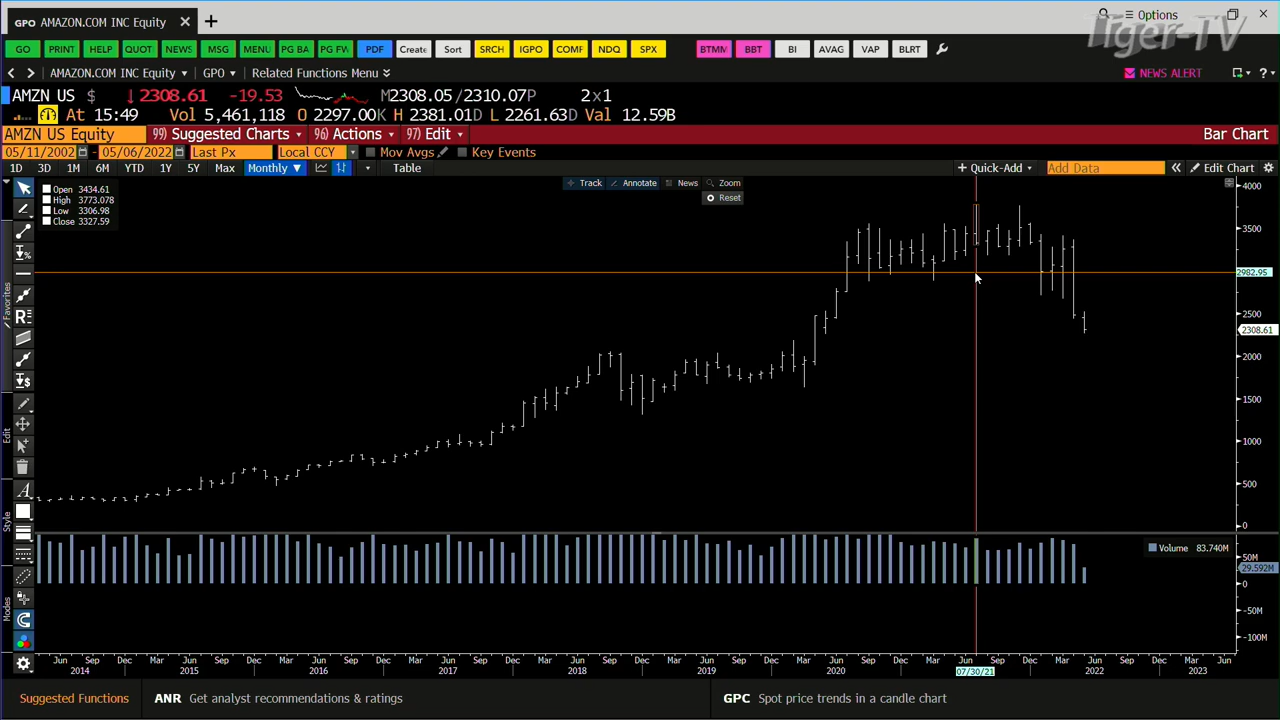 GPO AMAZON.COM INC Equity
Options
Tiger-TV
GO PRINT HELP QUOT NEWS MSG MENU PG BA PG FW PDF Create Sort SRCH IGPO COMF NDQ SPX BTMM BBT BI AVAG VAP BLRT
AMAZON.COM INC Equity GPO Related Functions Menu NEWS ALERT ?
AMZN US $ ↓2308.61 -19.53 M2308.05/2310.07P 2x1
At 15:49 Vol 5,461,118 O 2297.00K H 2381.01D L 2261.63D Val 12.59B
AMZN US Equity 99) Suggested Charts 96) Actions 97) Edit Bar Chart
05/11/2002 - 05/06/2022 Last Px Local CCY Mov Avgs Key Events
1D 3D 1M 6M YTD 1Y 5Y Max Monthly ▼ Table + Quick-Add Add Data « Edit Chart
Track Annotate News Zoom
Reset
Open 3434.61
High 3773.078
Low 3306.98
Close 3327.59
4000
3500
2982.95
2500
2308.61
2000
1500
1000
500
0
Favorites
Edit
Style
Modes
Volume 83.740M
50M
29.592M
0
-50M
-100M
Jun Sep Dec Mar Jun Sep Dec Mar Jun Sep Dec Mar Jun Sep Dec Mar Jun Sep Dec Mar Jun Sep Dec Mar Jun Sep Dec Mar Jun Sep Dec Mar Jun Sep Dec Mar Jun
2014 2015 2016 2017 2018 2019 2020 07/30/21 2022 2023
Suggested Functions ANR Get analyst recommendations & ratings GPC Spot price trends in a candle chart